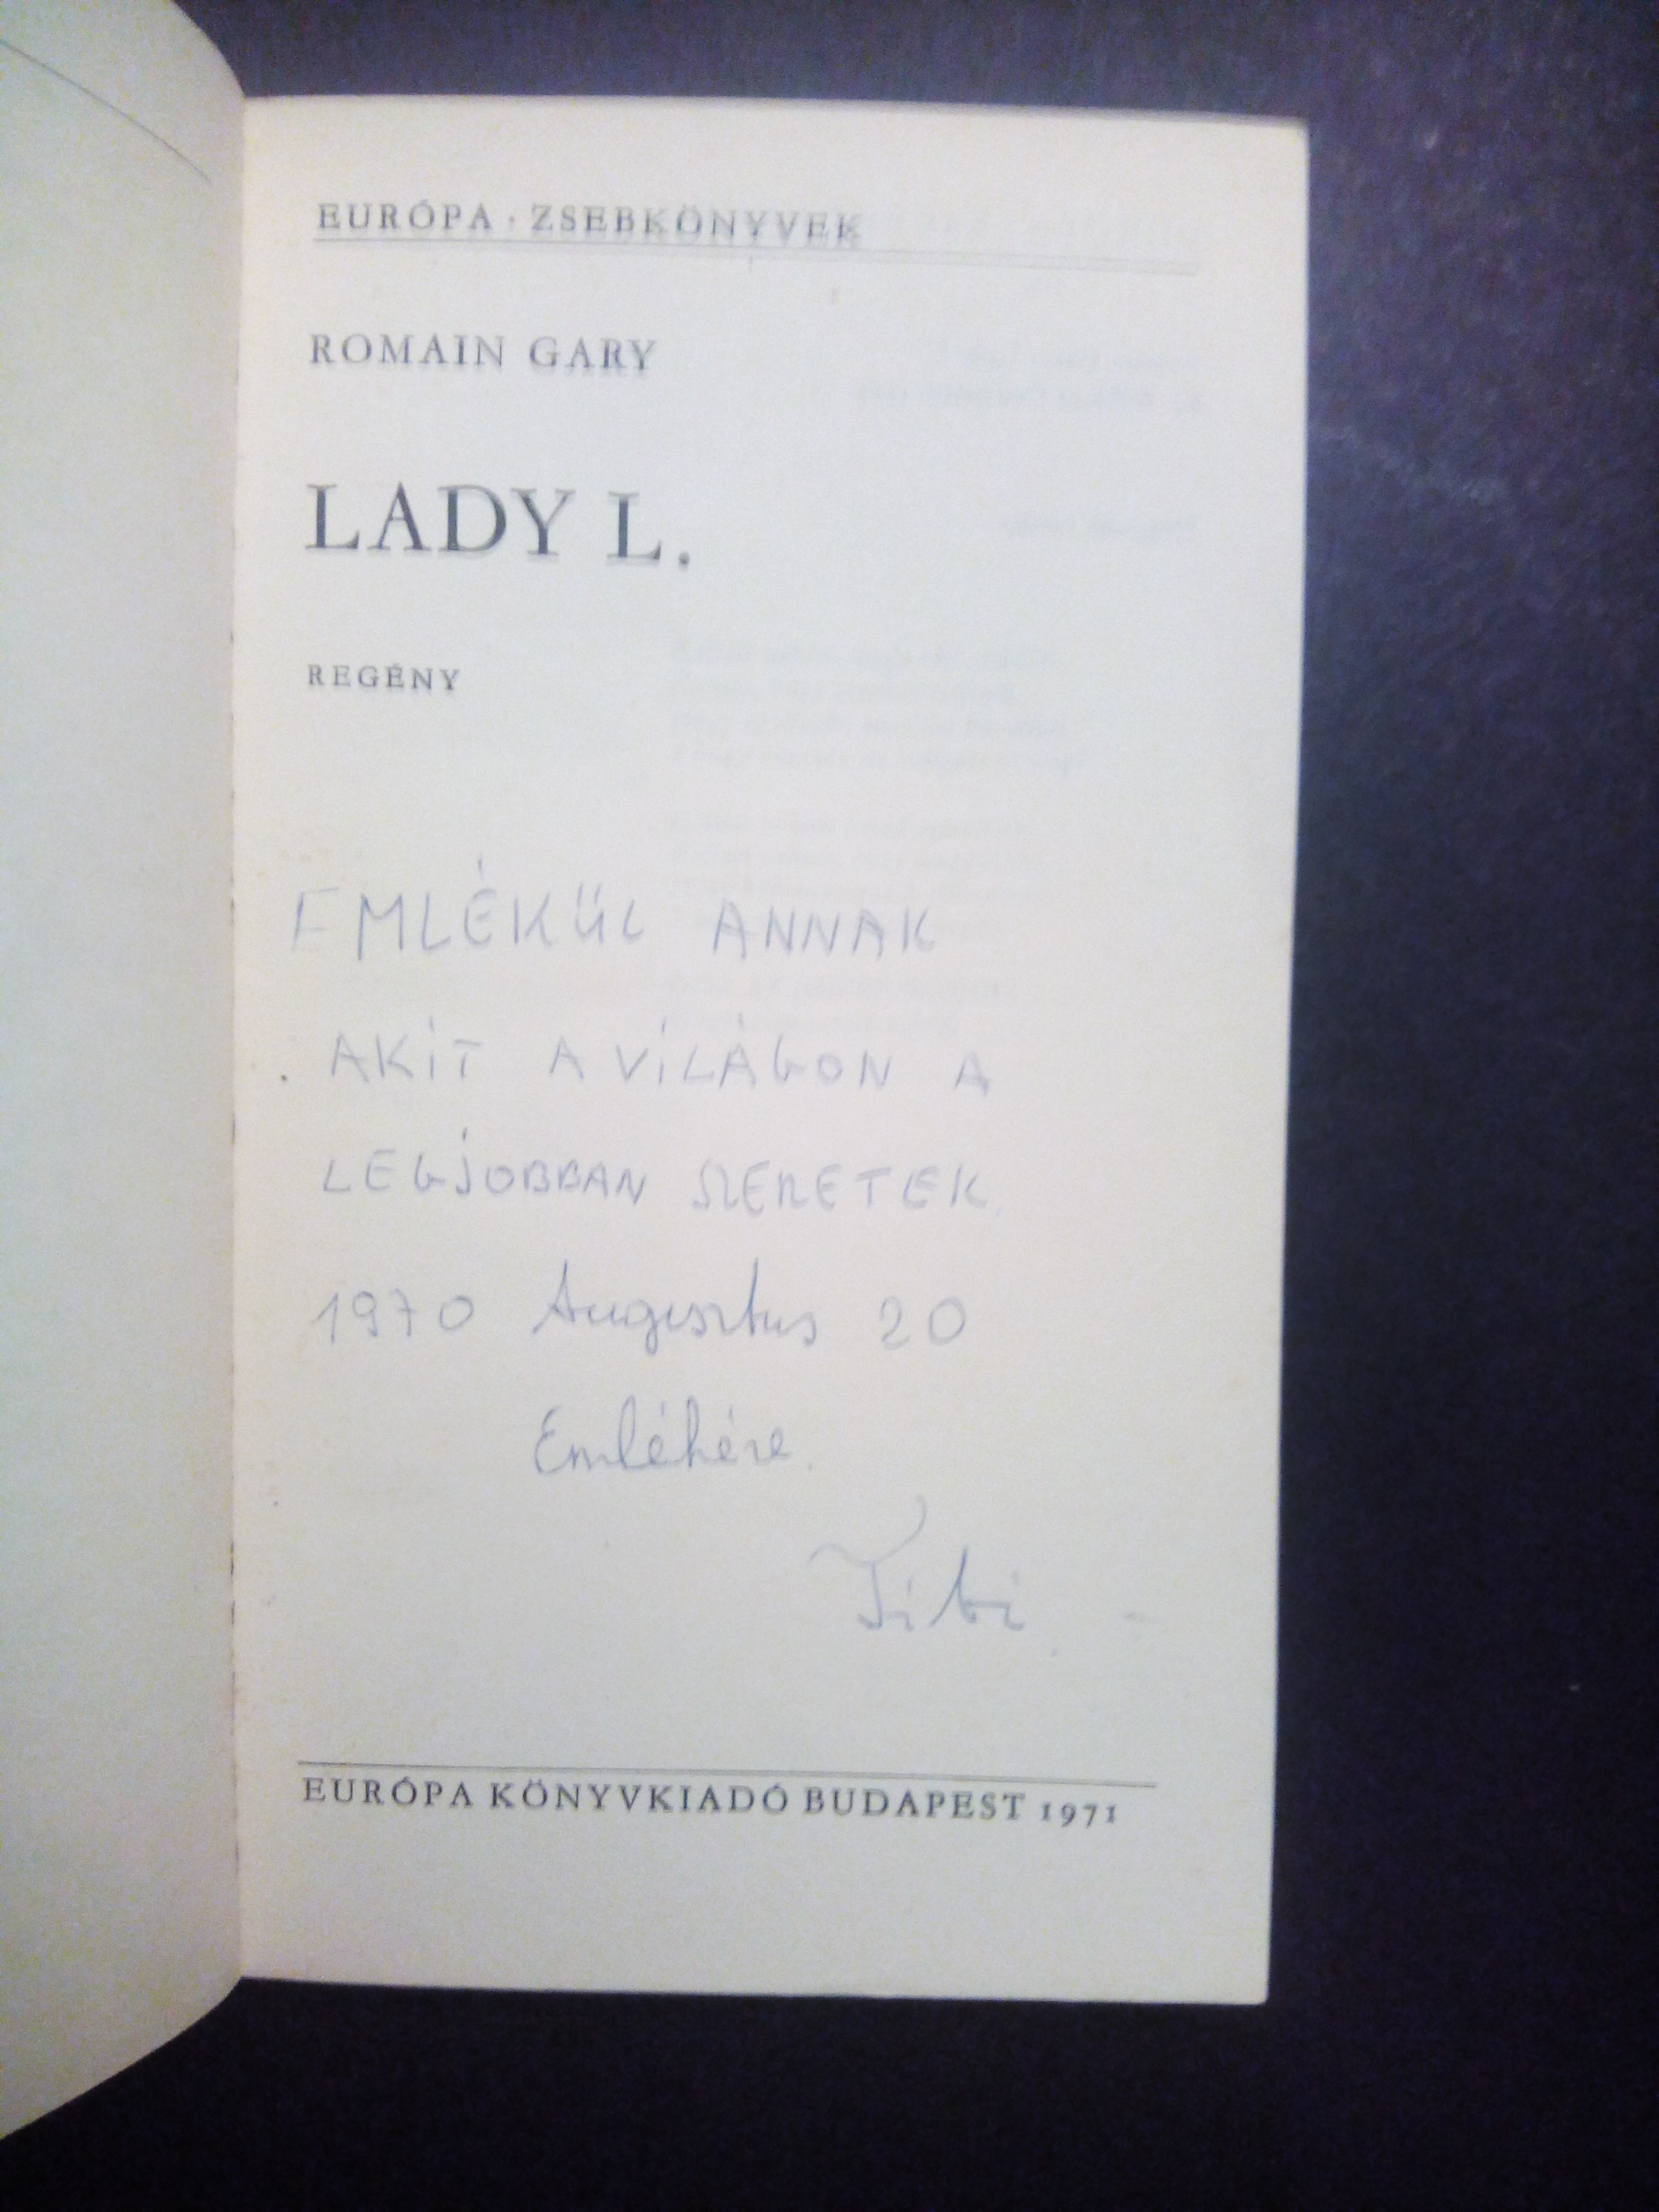 EURÓPA · ZSEBKÖNYVEK
ROMAIN GARY
LADY L.
REGÉNY
EMLÉKÜL ANNAK
AKIT A VILÁGON A
LEGJOBBAN SZERETEK
1970 Augusztus 20
Emlékére.
Tibi
EURÓPA KÖNYVKIADÓ BUDAPEST 1971